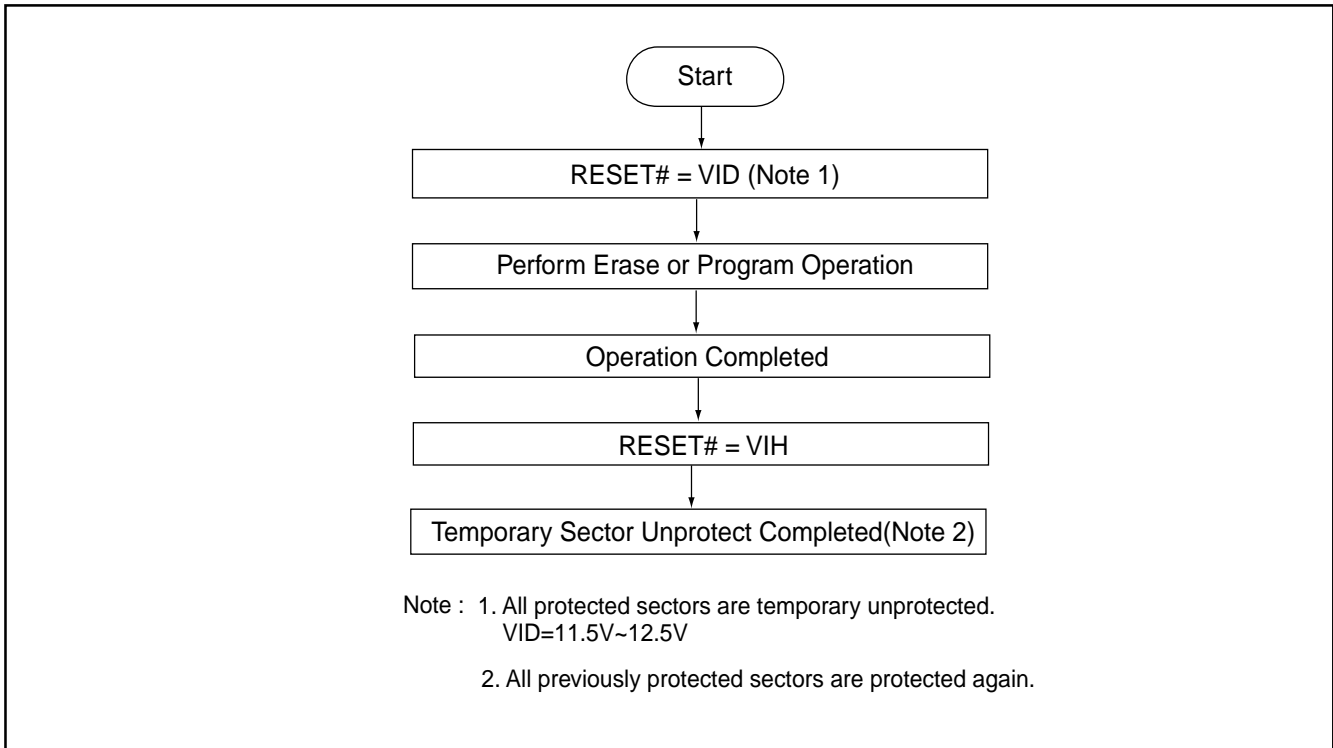 Start
RESET# = VID (Note 1)
Perform Erase or Program Operation
Operation Completed
RESET# = VIH
Temporary Sector Unprotect Completed(Note 2)
Note : 1. All protected sectors are temporary unprotected.
VID=11.5V~12.5V
2. All previously protected sectors are protected again.